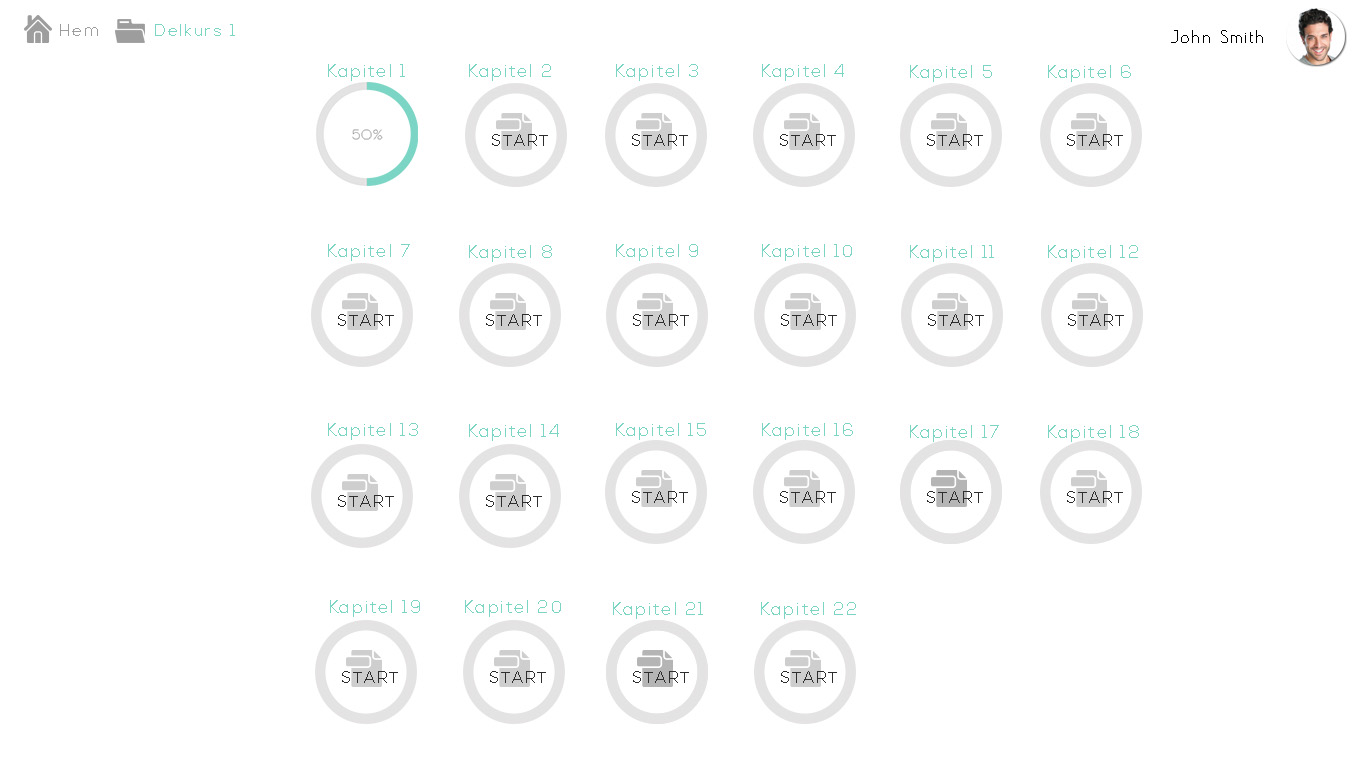 Hem Delkurs 1
John Smith
Kapitel 1 Kapitel 2 Kapitel 3 Kapitel 4 Kapitel 5 Kapitel 6
50% START START START START START
Kapitel 7 Kapitel 8 Kapitel 9 Kapitel 10 Kapitel 11 Kapitel 12
START START START START START START
Kapitel 13 Kapitel 14 Kapitel 15 Kapitel 16 Kapitel 17 Kapitel 18
START START START START START START
Kapitel 19 Kapitel 20 Kapitel 21 Kapitel 22
START START START START